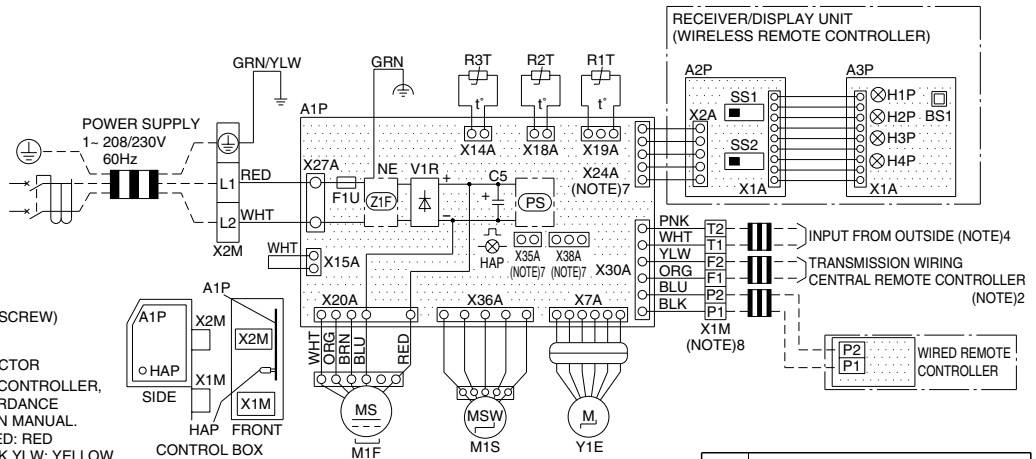 RECEIVER/DISPLAY UNIT
(WIRELESS REMOTE CONTROLLER)
GRN/YLW
GRN
R3T
R2T
R1T
t°
t°
t°
A2P
A3P
SS1
SS2
X2A
X1A
H1P
H2P
H3P
H4P
BS1
X1A
A1P
POWER SUPPLY
1~ 208/230V
60Hz
X14A
X18A
X19A
X24A
(NOTE)7
X27A
NE
V1R
C5
L1
RED
F1U
Z1F
+
+
−
PS
L2
WHT
X2M
WHT
X15A
HAP
X35A
(NOTE)7
X38A
(NOTE)7
X30A
PNK
WHT
YLW
ORG
BLU
BLK
T2
T1
F2
F1
P2
P1
X1M
(NOTE)8
INPUT FROM OUTSIDE (NOTE)4
TRANSMISSION WIRING
CENTRAL REMOTE CONTROLLER
(NOTE)2
P2
P1
WIRED REMOTE
CONTROLLER
X20A
X36A
X7A
WHT
ORG
BRN
BLU
RED
MS
M1F
MSW
M1S
M
Y1E
A1P
A1P
X2M
X2M
HAP
SIDE
X1M
X1M
HAP
FRONT
CONTROL BOX
SCREW)
CTOR
CONTROLLER,
RDANCE
N MANUAL.
ED: RED
K YLW: YELLOW